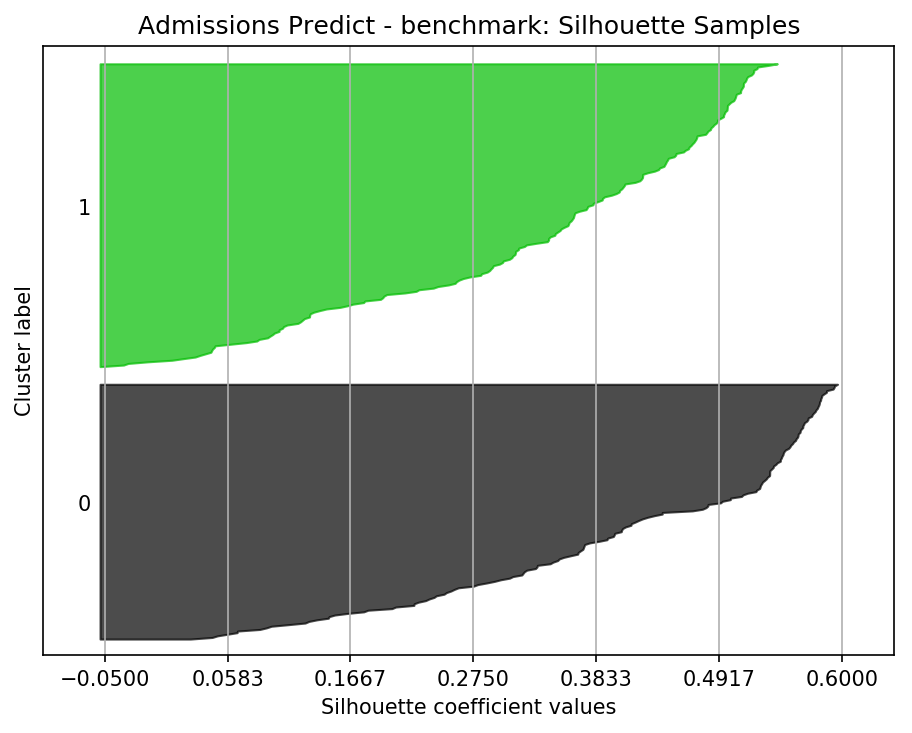 Admissions Predict - benchmark: Silhouette Samples
1
0
Cluster label
−0.0500 0.0583 0.1667 0.2750 0.3833 0.4917 0.6000
Silhouette coefficient values